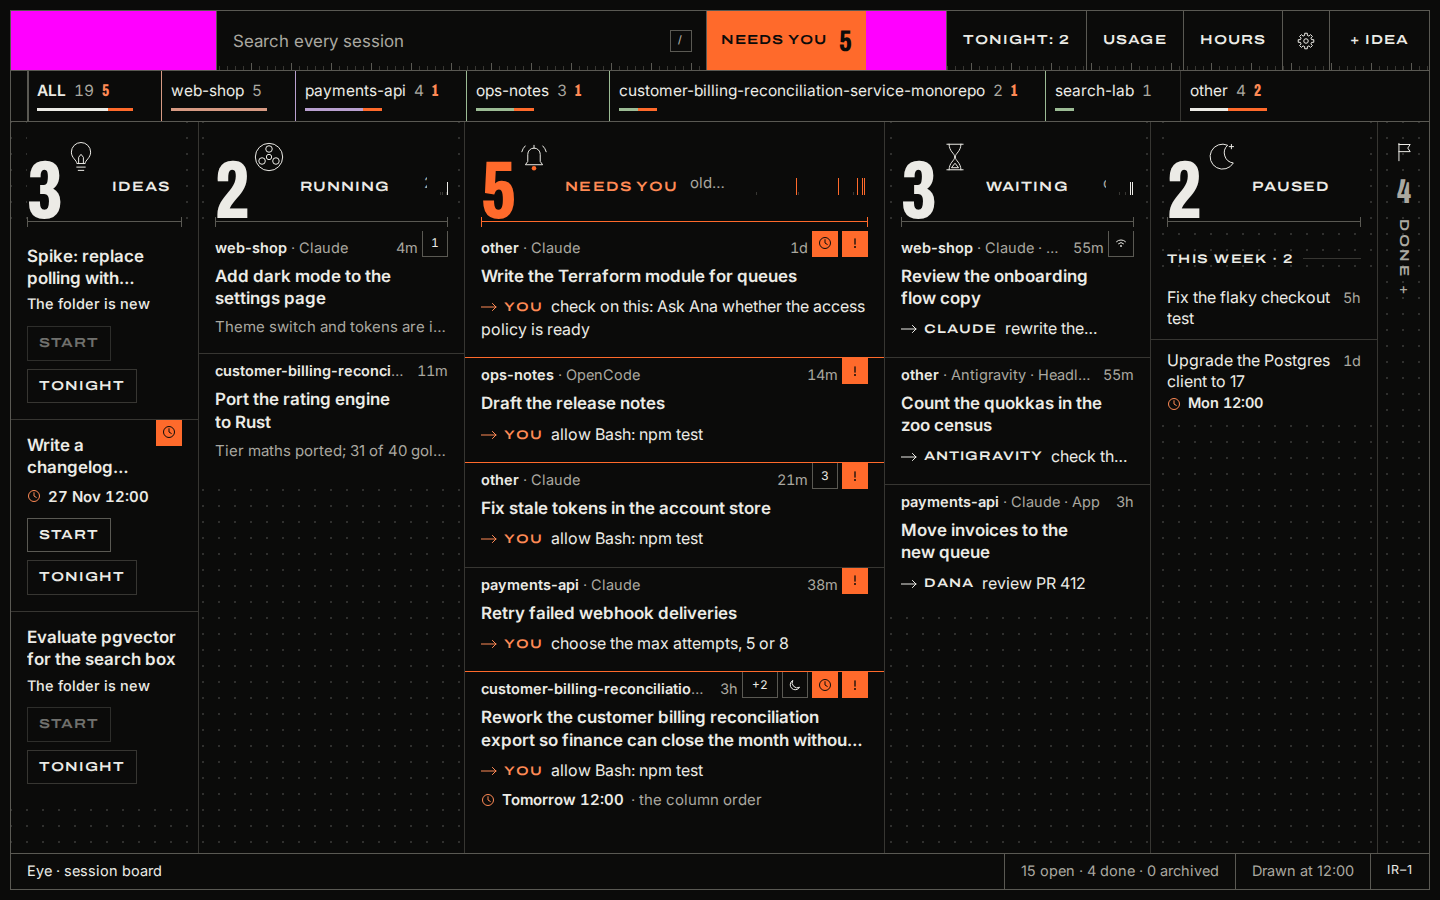 Search every session /
NEEDS YOU 5
TONIGHT: 2
USAGE
HOURS
+ IDEA
ALL 19 5
web-shop 5
payments-api 4 1
ops-notes 3 1
customer-billing-reconciliation-service-monorepo 2 1
search-lab 1
other 4 2
3 IDEAS
Spike: replace
polling with...
The folder is new
START
TONIGHT
Write a
changelog...
27 Nov 12:00
START
TONIGHT
Evaluate pgvector
for the search box
The folder is new
START
TONIGHT
2 RUNNING
web-shop · Claude 4m 1
Add dark mode to the
settings page
Theme switch and tokens are i...
customer-billing-reconci... 11m
Port the rating engine
to Rust
Tier maths ported; 31 of 40 gol...
5 NEEDS YOU old...
other · Claude 1d !
Write the Terraform module for queues
→ YOU check on this: Ask Ana whether the access
policy is ready
ops-notes · OpenCode 14m !
Draft the release notes
→ YOU allow Bash: npm test
other · Claude 21m 3 !
Fix stale tokens in the account store
→ YOU allow Bash: npm test
payments-api · Claude 38m !
Retry failed webhook deliveries
→ YOU choose the max attempts, 5 or 8
customer-billing-reconciliatio... 3h +2 !
Rework the customer billing reconciliation
export so finance can close the month withou...
→ YOU allow Bash: npm test
Tomorrow 12:00 · the column order
3 WAITING
web-shop · Claude · ... 55m
Review the onboarding
flow copy
→ CLAUDE rewrite the...
other · Antigravity · Headl... 55m
Count the quokkas in the
zoo census
→ ANTIGRAVITY check th...
payments-api · Claude · App 3h
Move invoices to the
new queue
→ DANA review PR 412
2 PAUSED
THIS WEEK · 2
Fix the flaky checkout 5h
test
Upgrade the Postgres 1d
client to 17
Mon 12:00
4 DONE +
Eye · session board
15 open · 4 done · 0 archived
Drawn at 12:00
IR–1